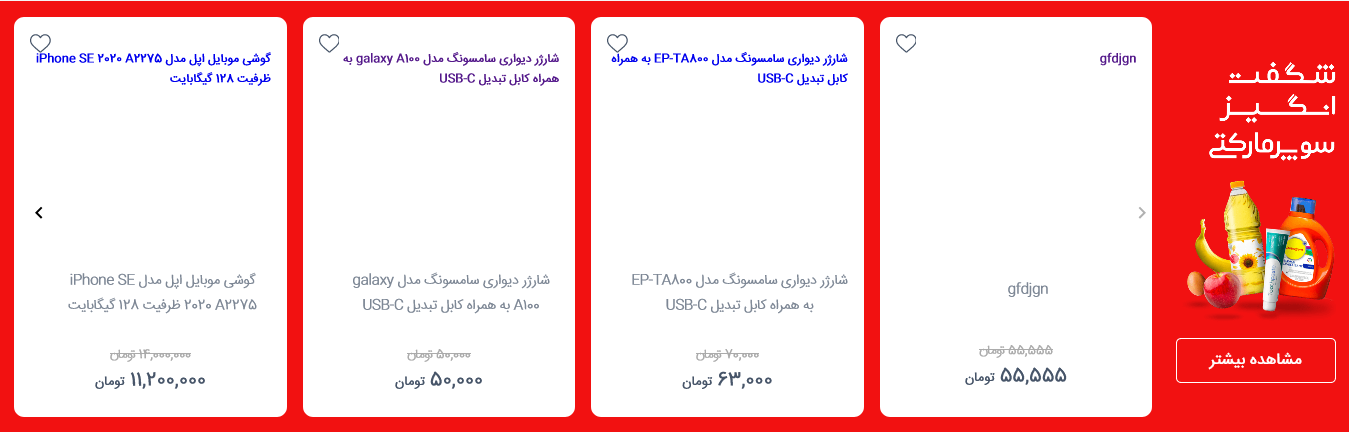 شگفت
انگیز
سوپرمارکتی
مشاهده بیشتر
gfdjgn
gfdjgn
۵۵,۵۵۵ تومان
۵۵,۵۵۵ تومان
شارژر دیواری سامسونگ مدل EP-TA۸۰۰ به همراه
کابل تبدیل USB-C
شارژر دیواری سامسونگ مدل EP-TA۸۰۰
به همراه کابل تبدیل USB-C
۷۰,۰۰۰ تومان
۶۳,۰۰۰ تومان
شارژر دیواری سامسونگ مدل galaxy A۱۰۰ به
همراه کابل تبدیل USB-C
شارژر دیواری سامسونگ مدل galaxy
A۱۰۰ به همراه کابل تبدیل USB-C
۵۰,۰۰۰ تومان
۵۰,۰۰۰ تومان
گوشی موبایل اپل مدل iPhone SE ۲۰۲۰ A۲۲۷۵
ظرفیت ۱۲۸ گیگابایت
گوشی موبایل اپل مدل iPhone SE
۲۰۲۰ A۲۲۷۵ ظرفیت ۱۲۸ گیگابایت
۱۴,۰۰۰,۰۰۰ تومان
۱۱,۲۰۰,۰۰۰ تومان